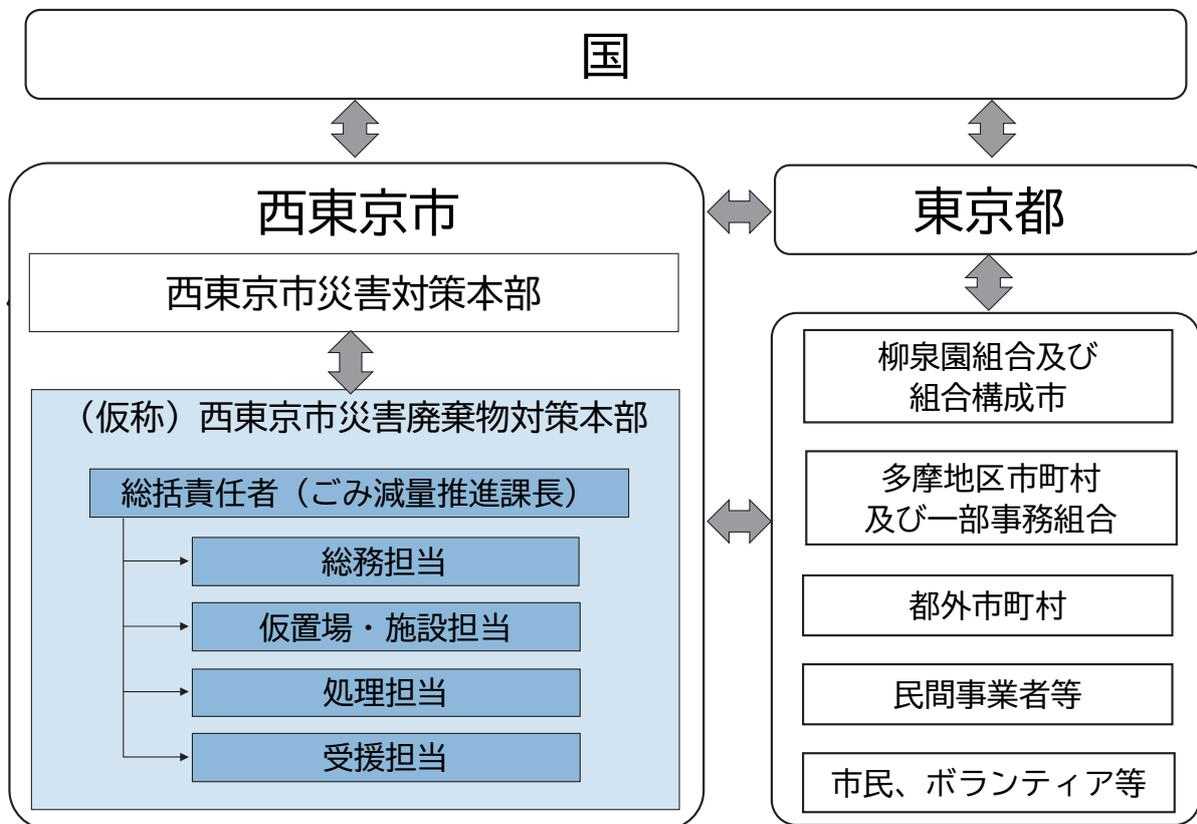 国
西東京市
西東京市災害対策本部
（仮称）西東京市災害廃棄物対策本部
総括責任者（ごみ減量推進課長）
総務担当
仮置場・施設担当
処理担当
受援担当
東京都
柳泉園組合及び
組合構成市
多摩地区市町村
及び一部事務組合
都外市町村
民間事業者等
市民、ボランティア等